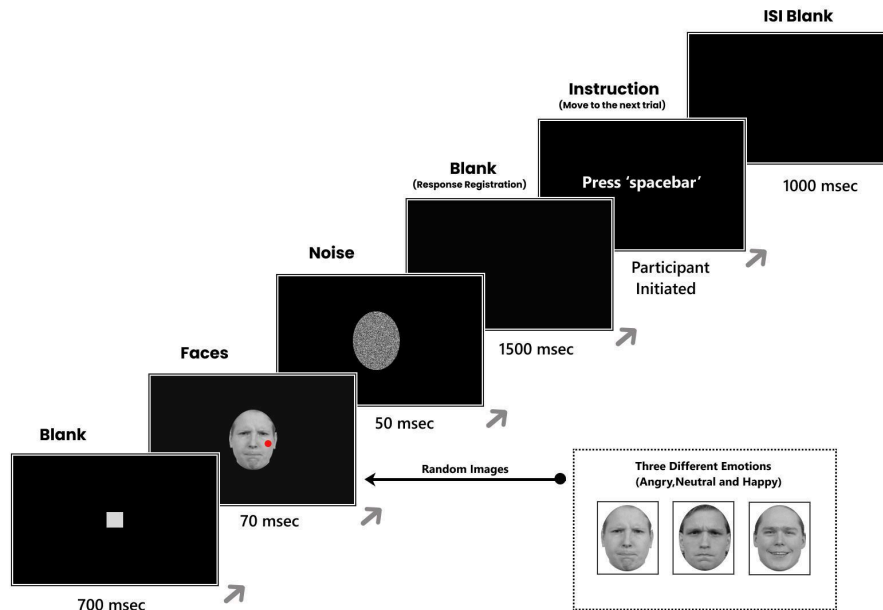 ISI Blank
Instruction
(Move to the next trial)
Press ‘spacebar’
1000 msec
Blank
(Response Registration)
Participant
Initiated
Noise
1500 msec
Faces
50 msec
Blank
Random Images
Three Different Emotions
(Angry,Neutral and Happy)
70 msec
700 msec